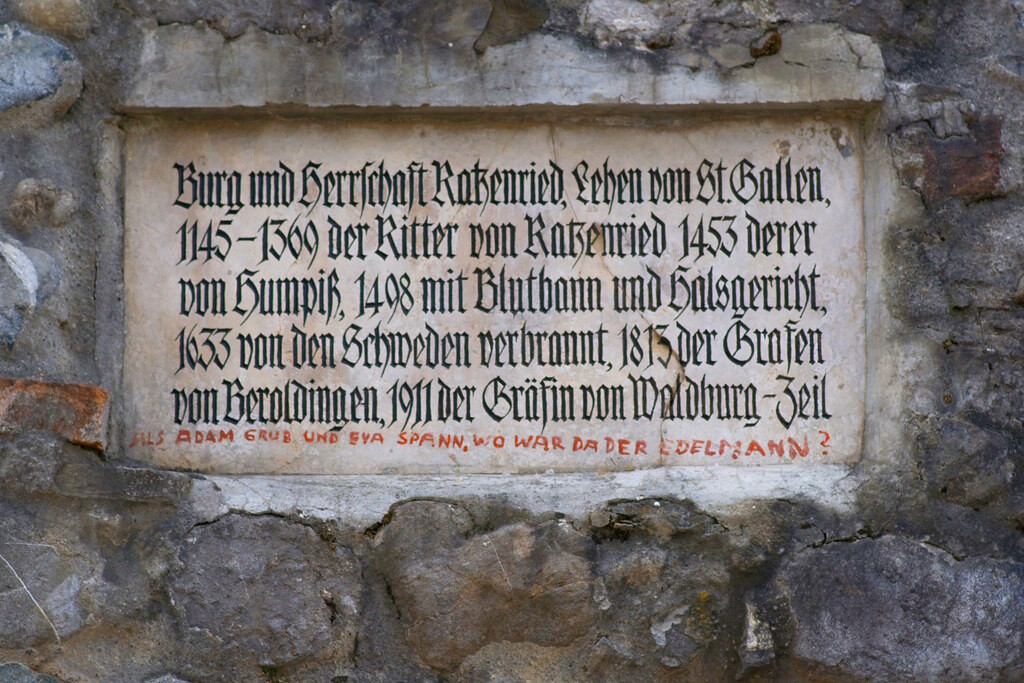 Burg und Herrſchaft Ratzenried, Lehen von St. Gallen,
1145-1369 der Ritter von Ratzenried 1453 derer
von Humpiß, 1498 mit Blutbann und Halsgericht,
1633 von den Schweden verbrannt, 1813 der Grafen
von Beroldingen, 1911 der Gräfin von Waldburg-Zeil
ALS ADAM GRUB UND EVA SPANN, WO WAR DA DER EDELMANN?